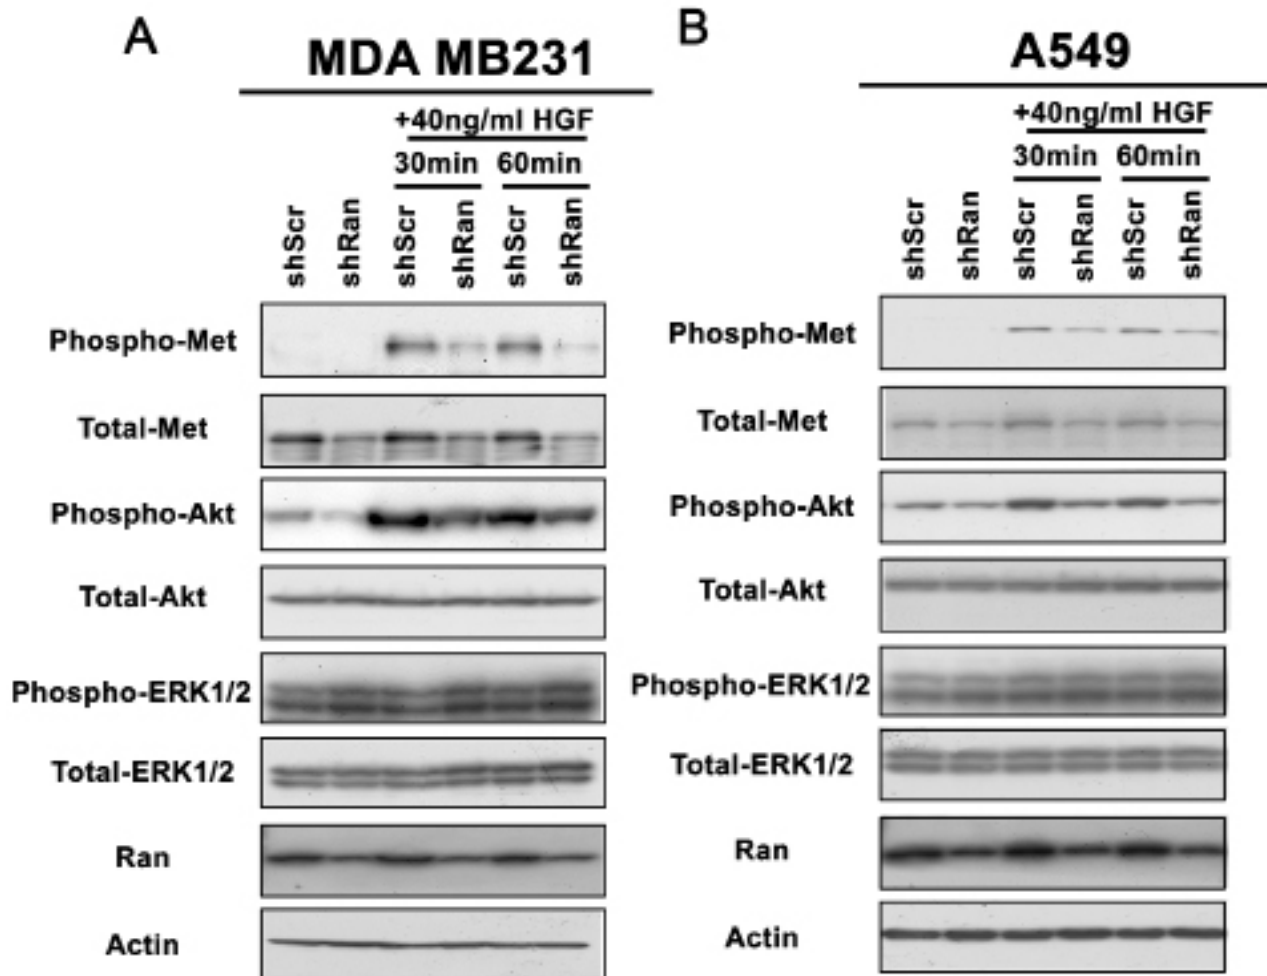 A
MDA MB231
+40ng/ml HGF
30min 60min
shScr shRan shScr shRan shScr shRan
Phospho-Met
Total-Met
Phospho-Akt
Total-Akt
Phospho-ERK1/2
Total-ERK1/2
Ran
Actin
B
A549
+40ng/ml HGF
30min 60min
shScr shRan shScr shRan shScr shRan
Phospho-Met
Total-Met
Phospho-Akt
Total-Akt
Phospho-ERK1/2
Total-ERK1/2
Ran
Actin